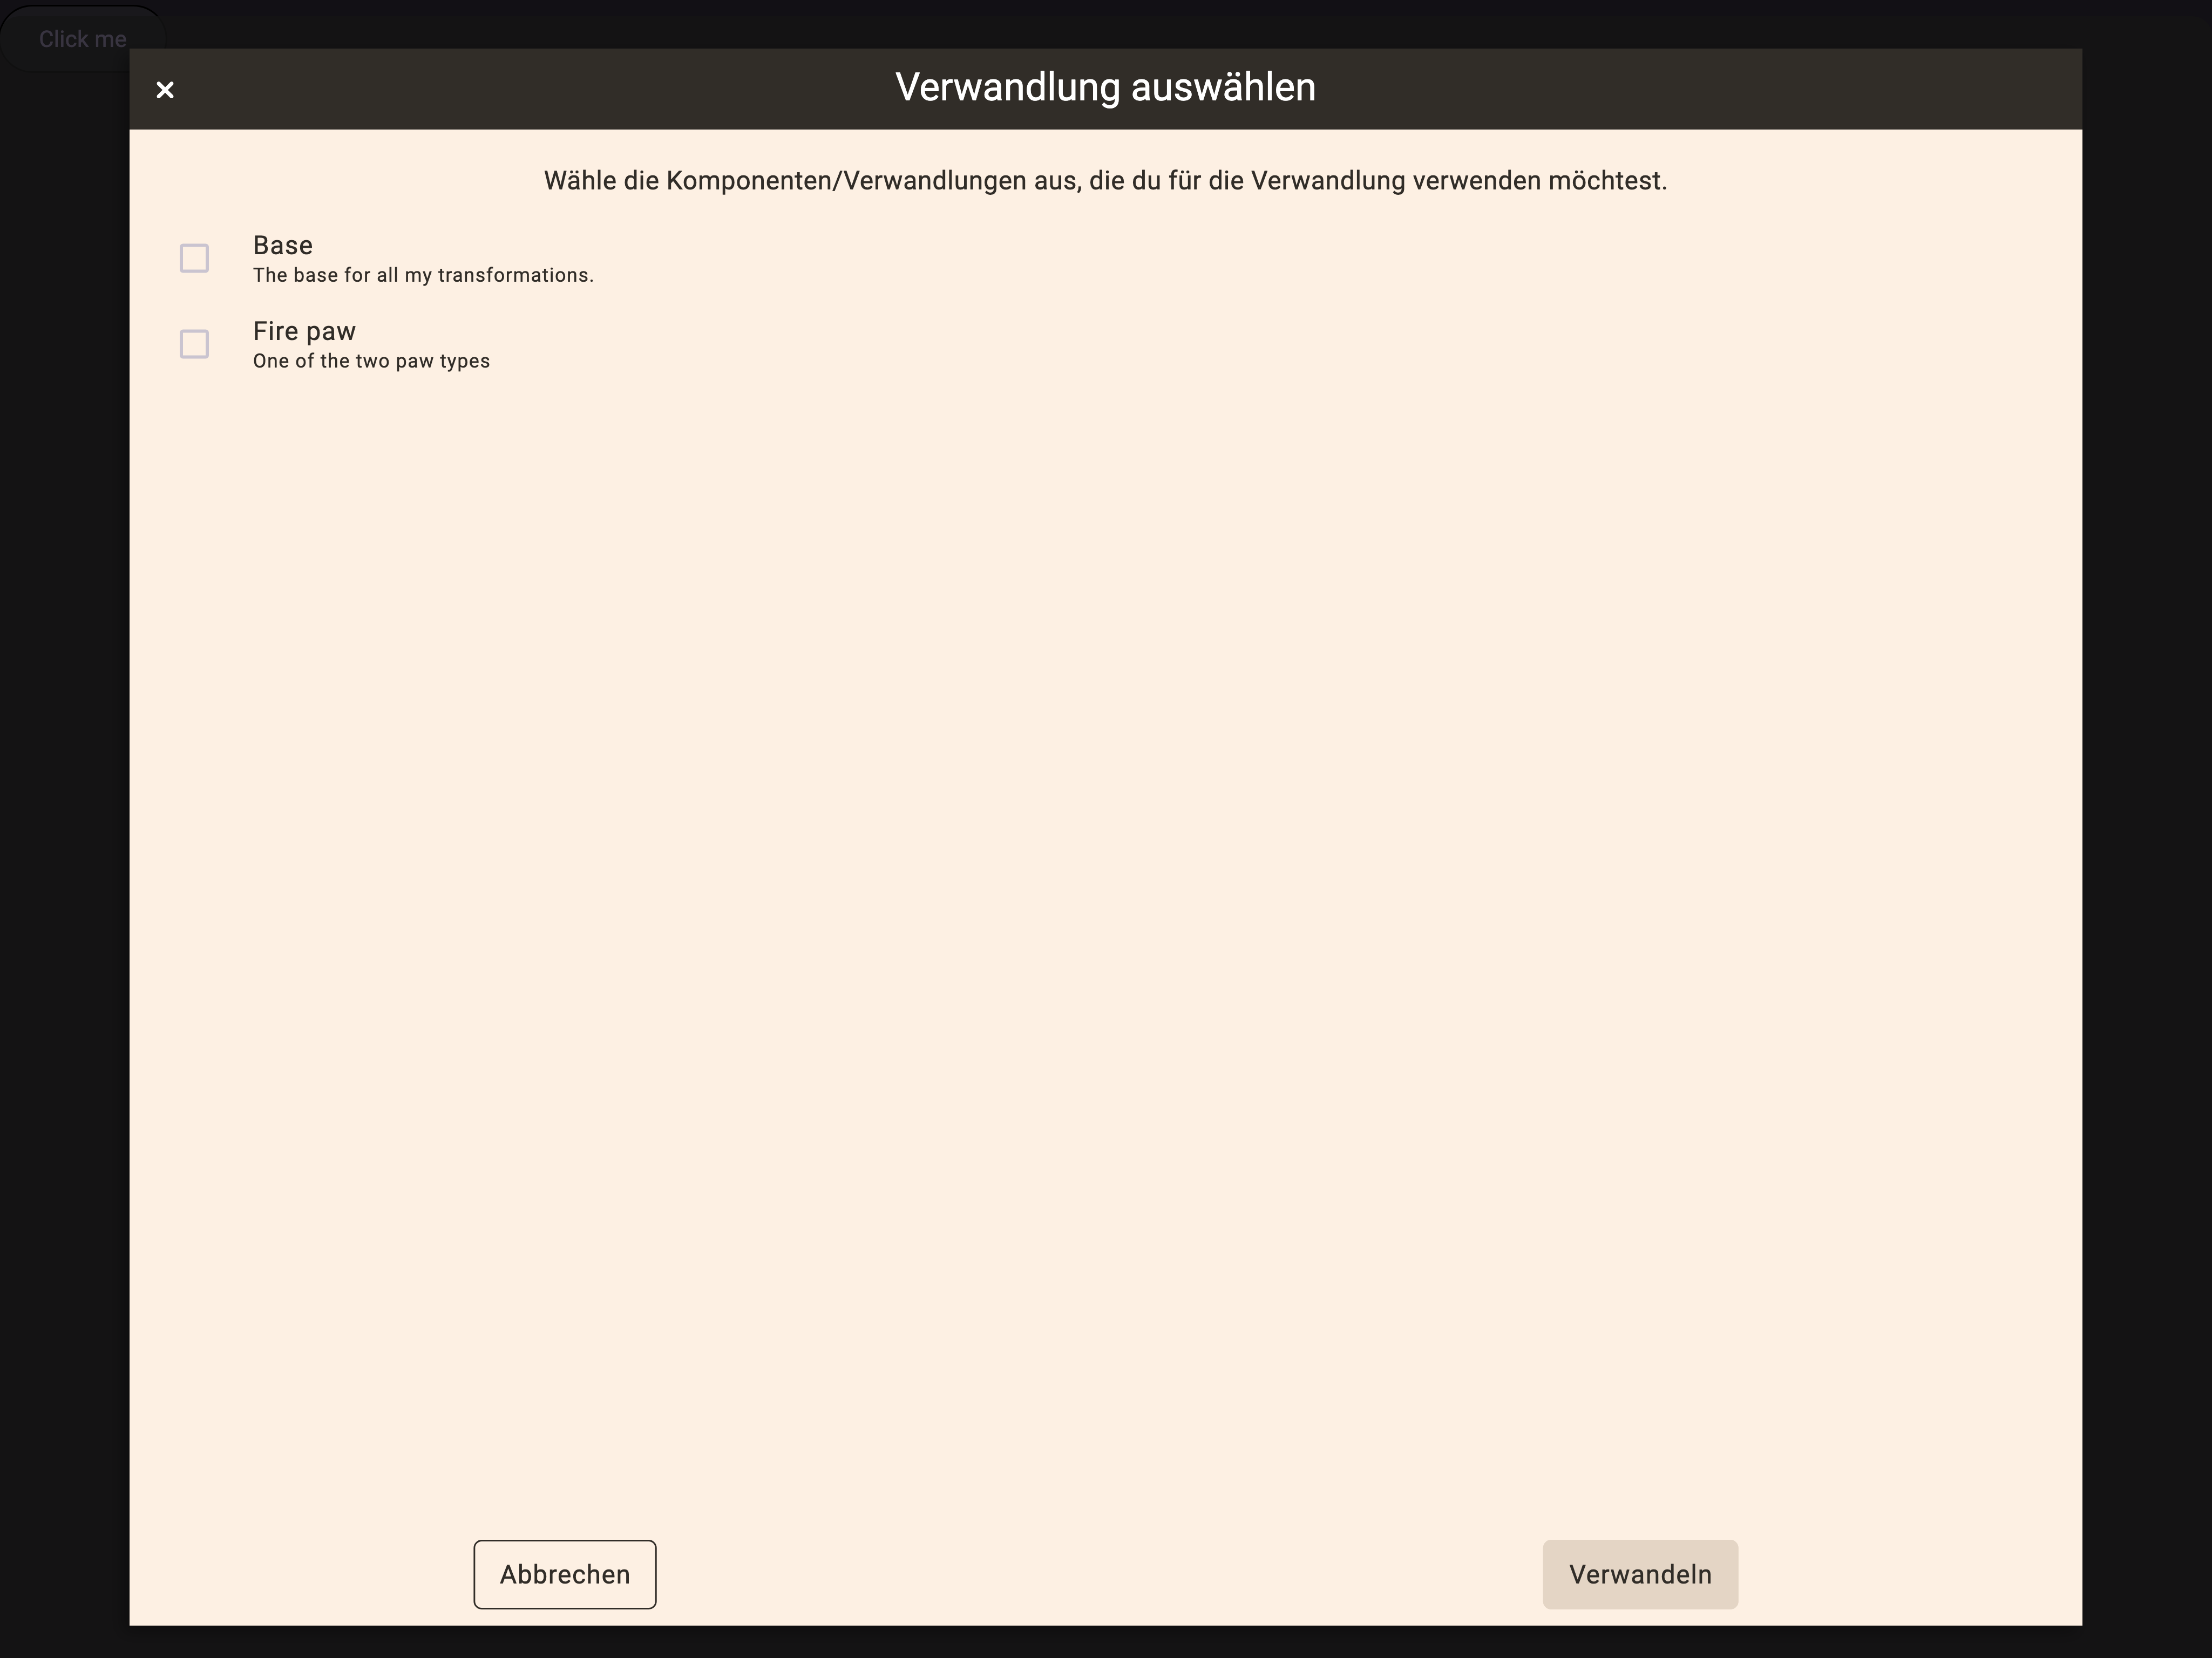 Click me
Verwandlung auswählen
Wähle die Komponenten/Verwandlungen aus, die du für die Verwandlung verwenden möchtest.
Base
The base for all my transformations.
Fire paw
One of the two paw types
Abbrechen
Verwandeln